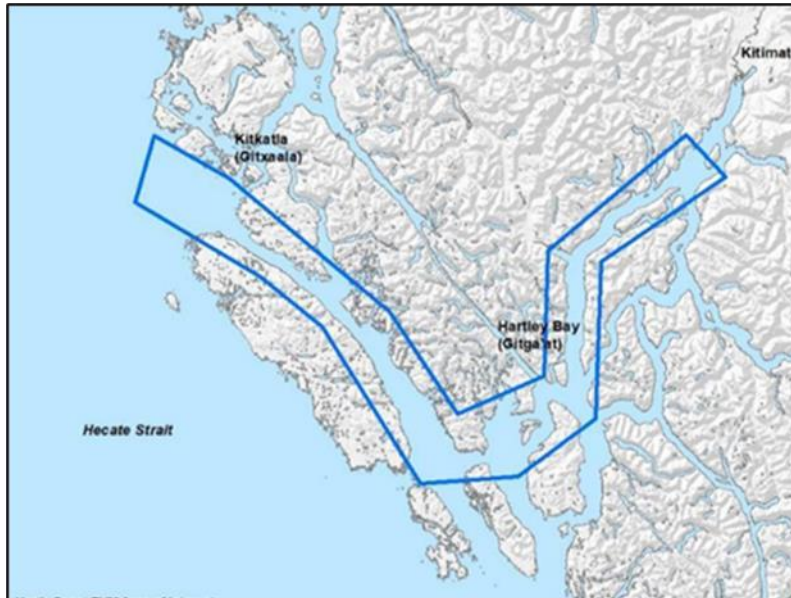 Kitimat
Kitkatla
(Gitxaala)
Hartley Bay
(Gitga'at)
Hecate Strait